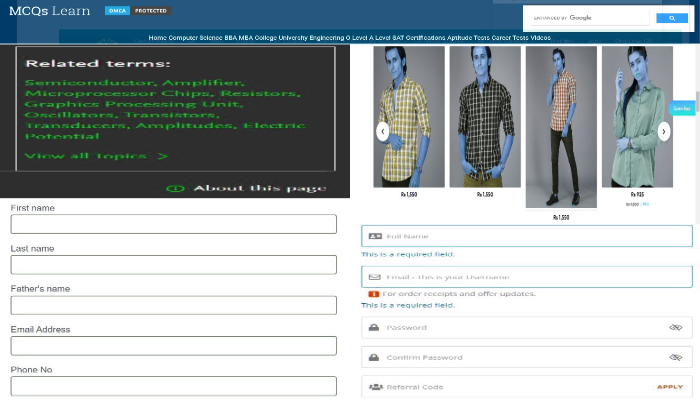 MCQs Learn
DMCA PROTECTED
ENHANCED BY Google
Home Computer Science BBA MBA College University Engineering O Level A Level SAT Certifications Aptitude Tests Career Tests Videos
Related terms:
Semiconductor, Amplifier,
Microprocessor Chips, Resistors,
Graphics Processing Unit,
Oscillators, Transistors,
Transducers, Amplitudes, Electric
Potential
View all Topics >
About this page
Rs 1,550
Rs 1,550
Rs 1,550
Rs 925
First name
Last name
Father's name
Email Address
Phone No
Full Name
This is a required field.
Email - This is your Username
For order receipts and offer updates.
This is a required field.
Password
Confirm Password
Referral Code
APPLY